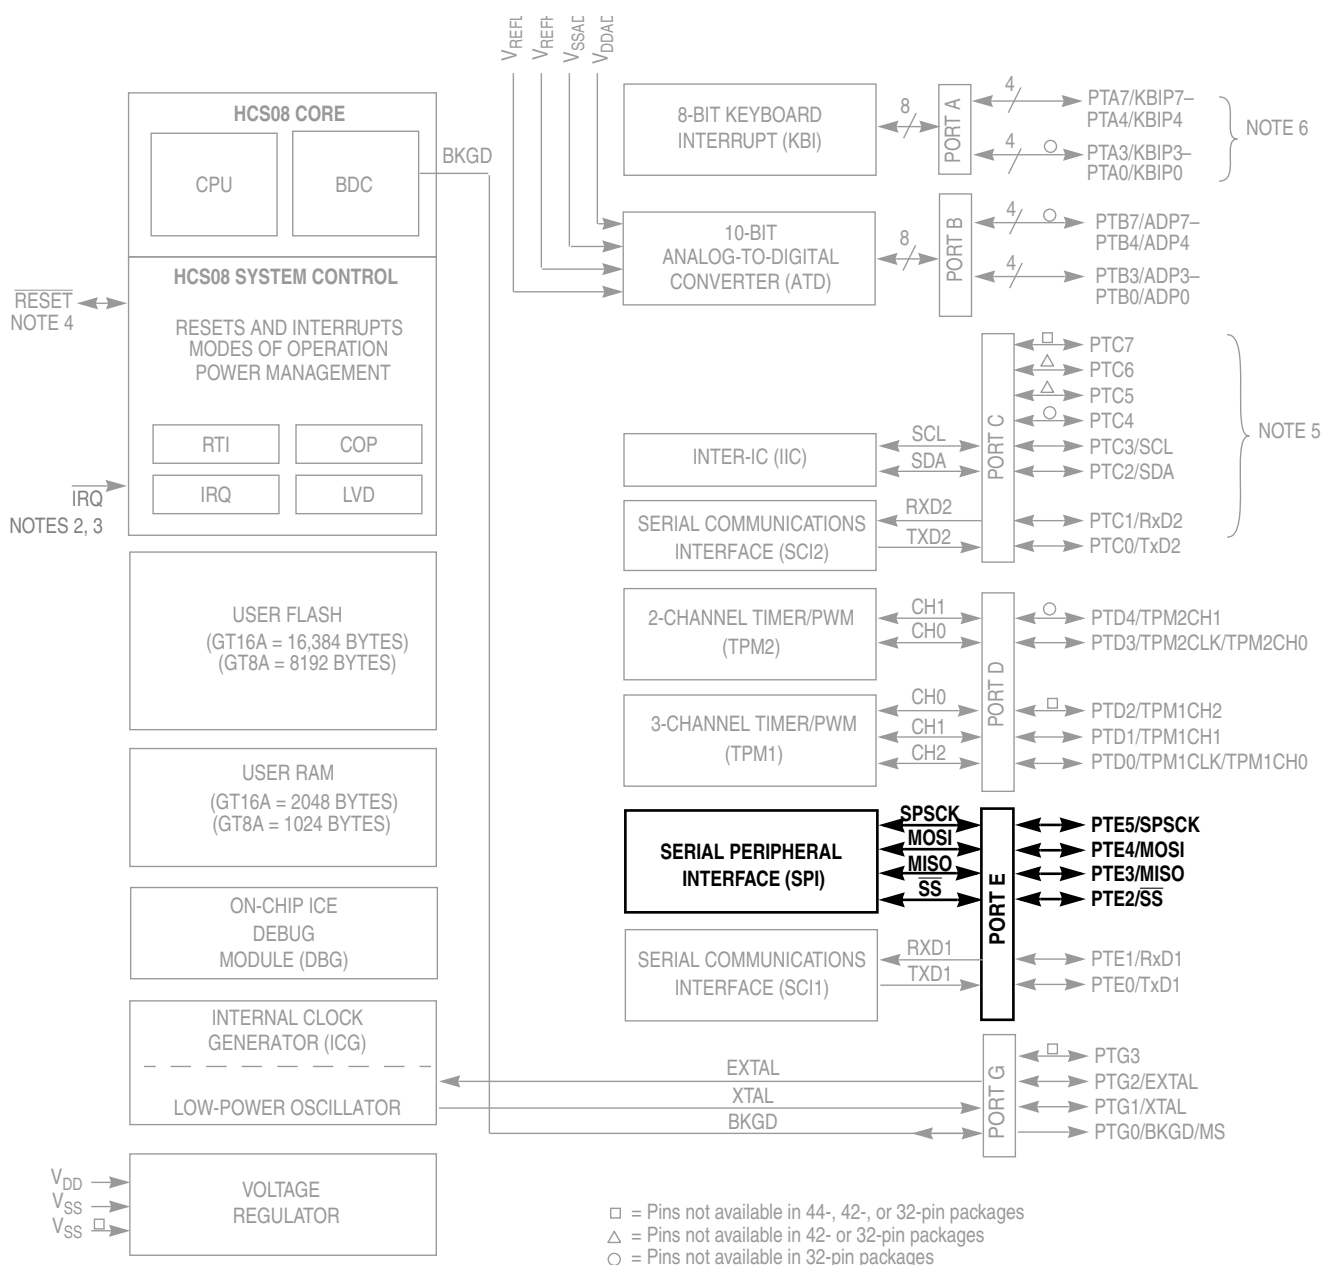 VREFL
VREFH
VSSAD
VDDAD
HCS08 CORE
CPU
BDC
BKGD
HCS08 SYSTEM CONTROL
RESET
NOTE 4
RESETS AND INTERRUPTS
MODES OF OPERATION
POWER MANAGEMENT
RTI
COP
IRQ
LVD
IRQ
NOTES 2, 3
USER FLASH
(GT16A = 16,384 BYTES)
(GT8A = 8192 BYTES)
USER RAM
(GT16A = 2048 BYTES)
(GT8A = 1024 BYTES)
ON-CHIP ICE
DEBUG
MODULE (DBG)
INTERNAL CLOCK
GENERATOR (ICG)
LOW-POWER OSCILLATOR
VDD
VSS
VSS
VOLTAGE
REGULATOR
8-BIT KEYBOARD
INTERRUPT (KBI)
8
PORT A
4
PTA7/KBIP7–
PTA4/KBIP4
4
PTA3/KBIP3–
PTA0/KBIP0
NOTE 6
10-BIT
ANALOG-TO-DIGITAL
CONVERTER (ATD)
8
PORT B
4
PTB7/ADP7–
PTB4/ADP4
4
PTB3/ADP3–
PTB0/ADP0
INTER-IC (IIC)
SCL
SDA
SERIAL COMMUNICATIONS
INTERFACE (SCI2)
RXD2
TXD2
PORT C
PTC7
PTC6
PTC5
PTC4
PTC3/SCL
PTC2/SDA
PTC1/RxD2
PTC0/TxD2
NOTE 5
2-CHANNEL TIMER/PWM
(TPM2)
CH1
CH0
3-CHANNEL TIMER/PWM
(TPM1)
CH0
CH1
CH2
PORT D
PTD4/TPM2CH1
PTD3/TPM2CLK/TPM2CH0
PTD2/TPM1CH2
PTD1/TPM1CH1
PTD0/TPM1CLK/TPM1CH0
SERIAL PERIPHERAL
INTERFACE (SPI)
SPSCK
MOSI
MISO
SS
SERIAL COMMUNICATIONS
INTERFACE (SCI1)
RXD1
TXD1
PORT E
PTE5/SPSCK
PTE4/MOSI
PTE3/MISO
PTE2/SS
PTE1/RxD1
PTE0/TxD1
EXTAL
XTAL
BKGD
PORT G
PTG3
PTG2/EXTAL
PTG1/XTAL
PTG0/BKGD/MS
□ = Pins not available in 44-, 42-, or 32-pin packages
△ = Pins not available in 42- or 32-pin packages
○ = Pins not available in 32-pin packages